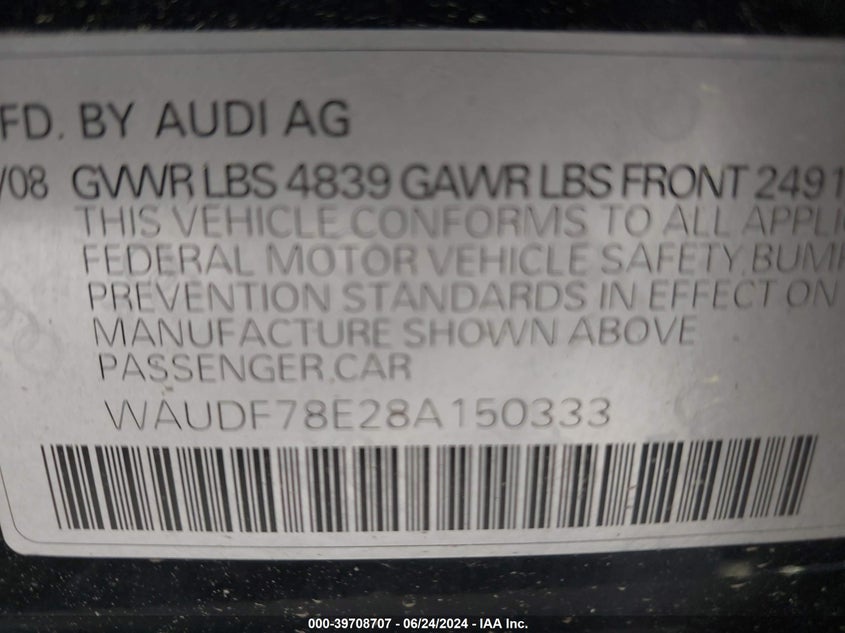 FD. BY AUDI AG
/08 GVWR LBS 4839 GAWR LBS FRONT 2491
THIS VEHICLE CONFORMS TO ALL APPLIC
FEDERAL MOTOR VEHICLE SAFETY, BUMP
PREVENTION STANDARDS IN EFFECT ON
MANUFACTURE SHOWN ABOVE
PASSENGER CAR
WAUDF78E28A150333
000-39708707 - 06/24/2024 - IAA Inc.